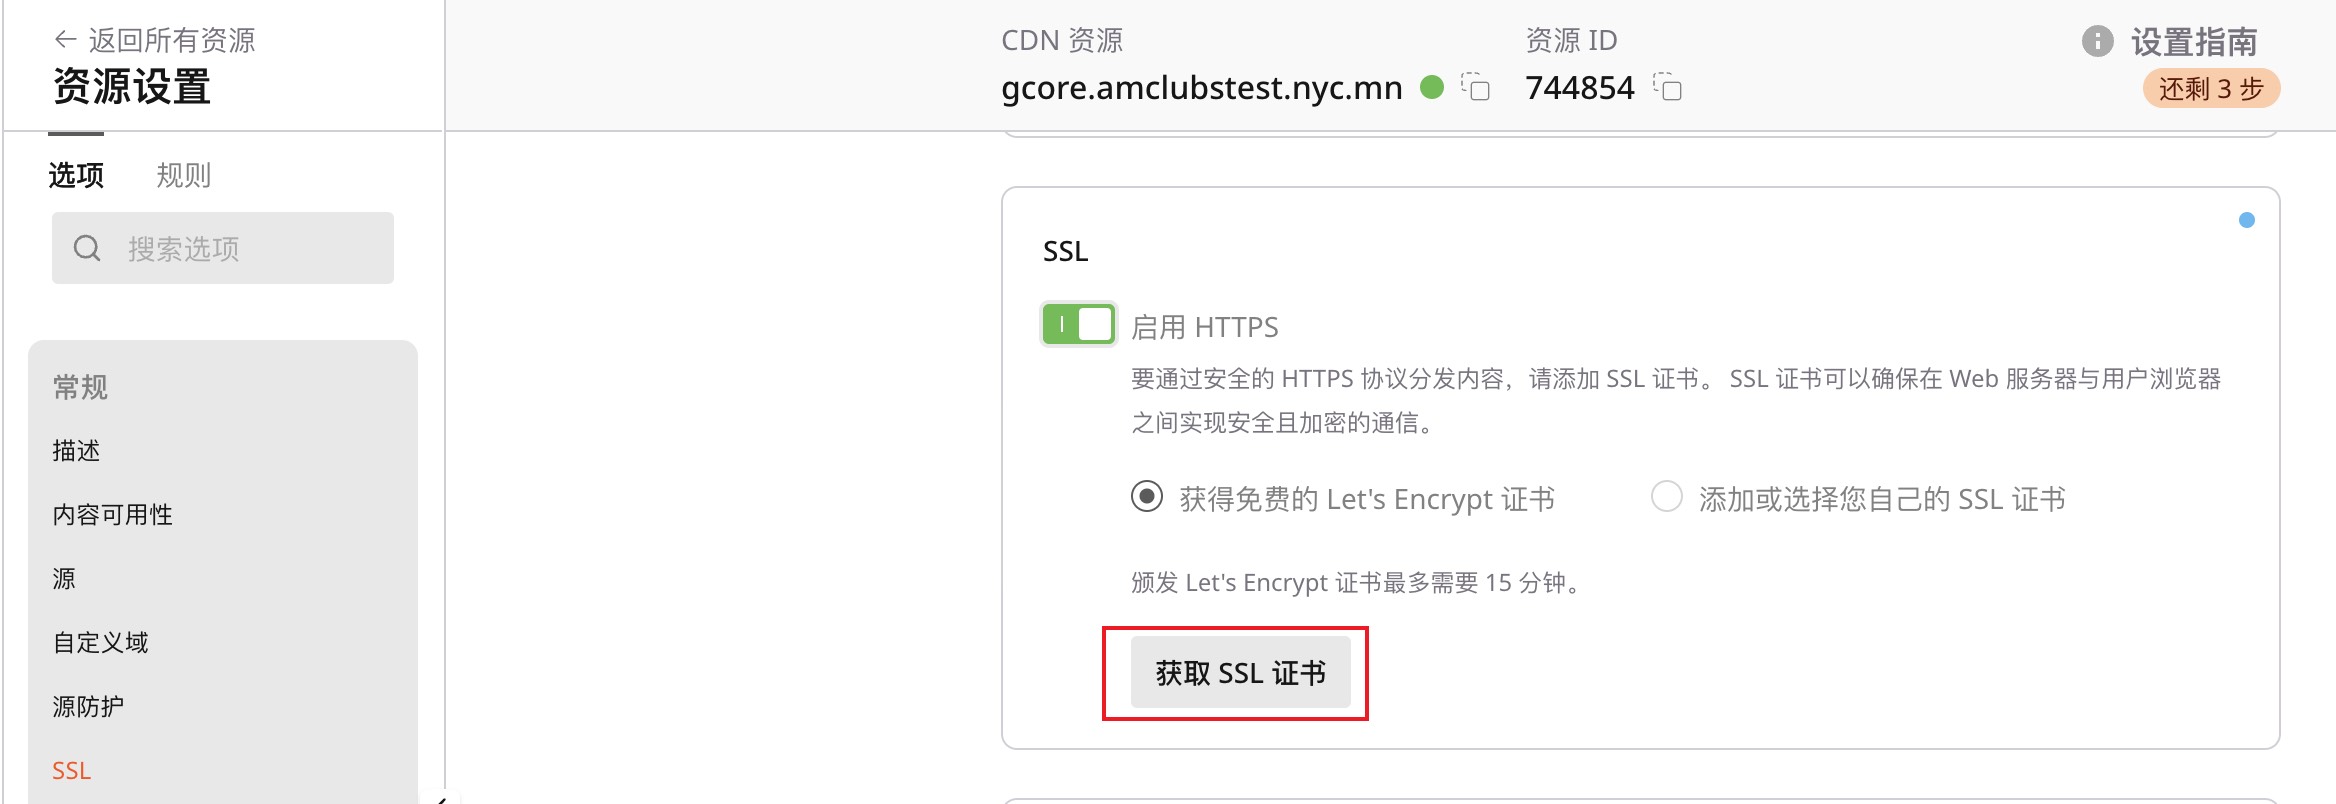 ← 返回所有资源
资源设置
选项 规则
搜索选项
常规
描述
内容可用性
源
自定义域
源防护
SSL
CDN 资源
gcore.amclubstest.nyc.mn
资源 ID
744854
设置指南
还剩 3 步
SSL
启用 HTTPS
要通过安全的 HTTPS 协议分发内容，请添加 SSL 证书。 SSL 证书可以确保在 Web 服务器与用户浏览器
之间实现安全且加密的通信。
获得免费的 Let's Encrypt 证书 添加或选择您自己的 SSL 证书
颁发 Let's Encrypt 证书最多需要 15 分钟。
获取 SSL 证书